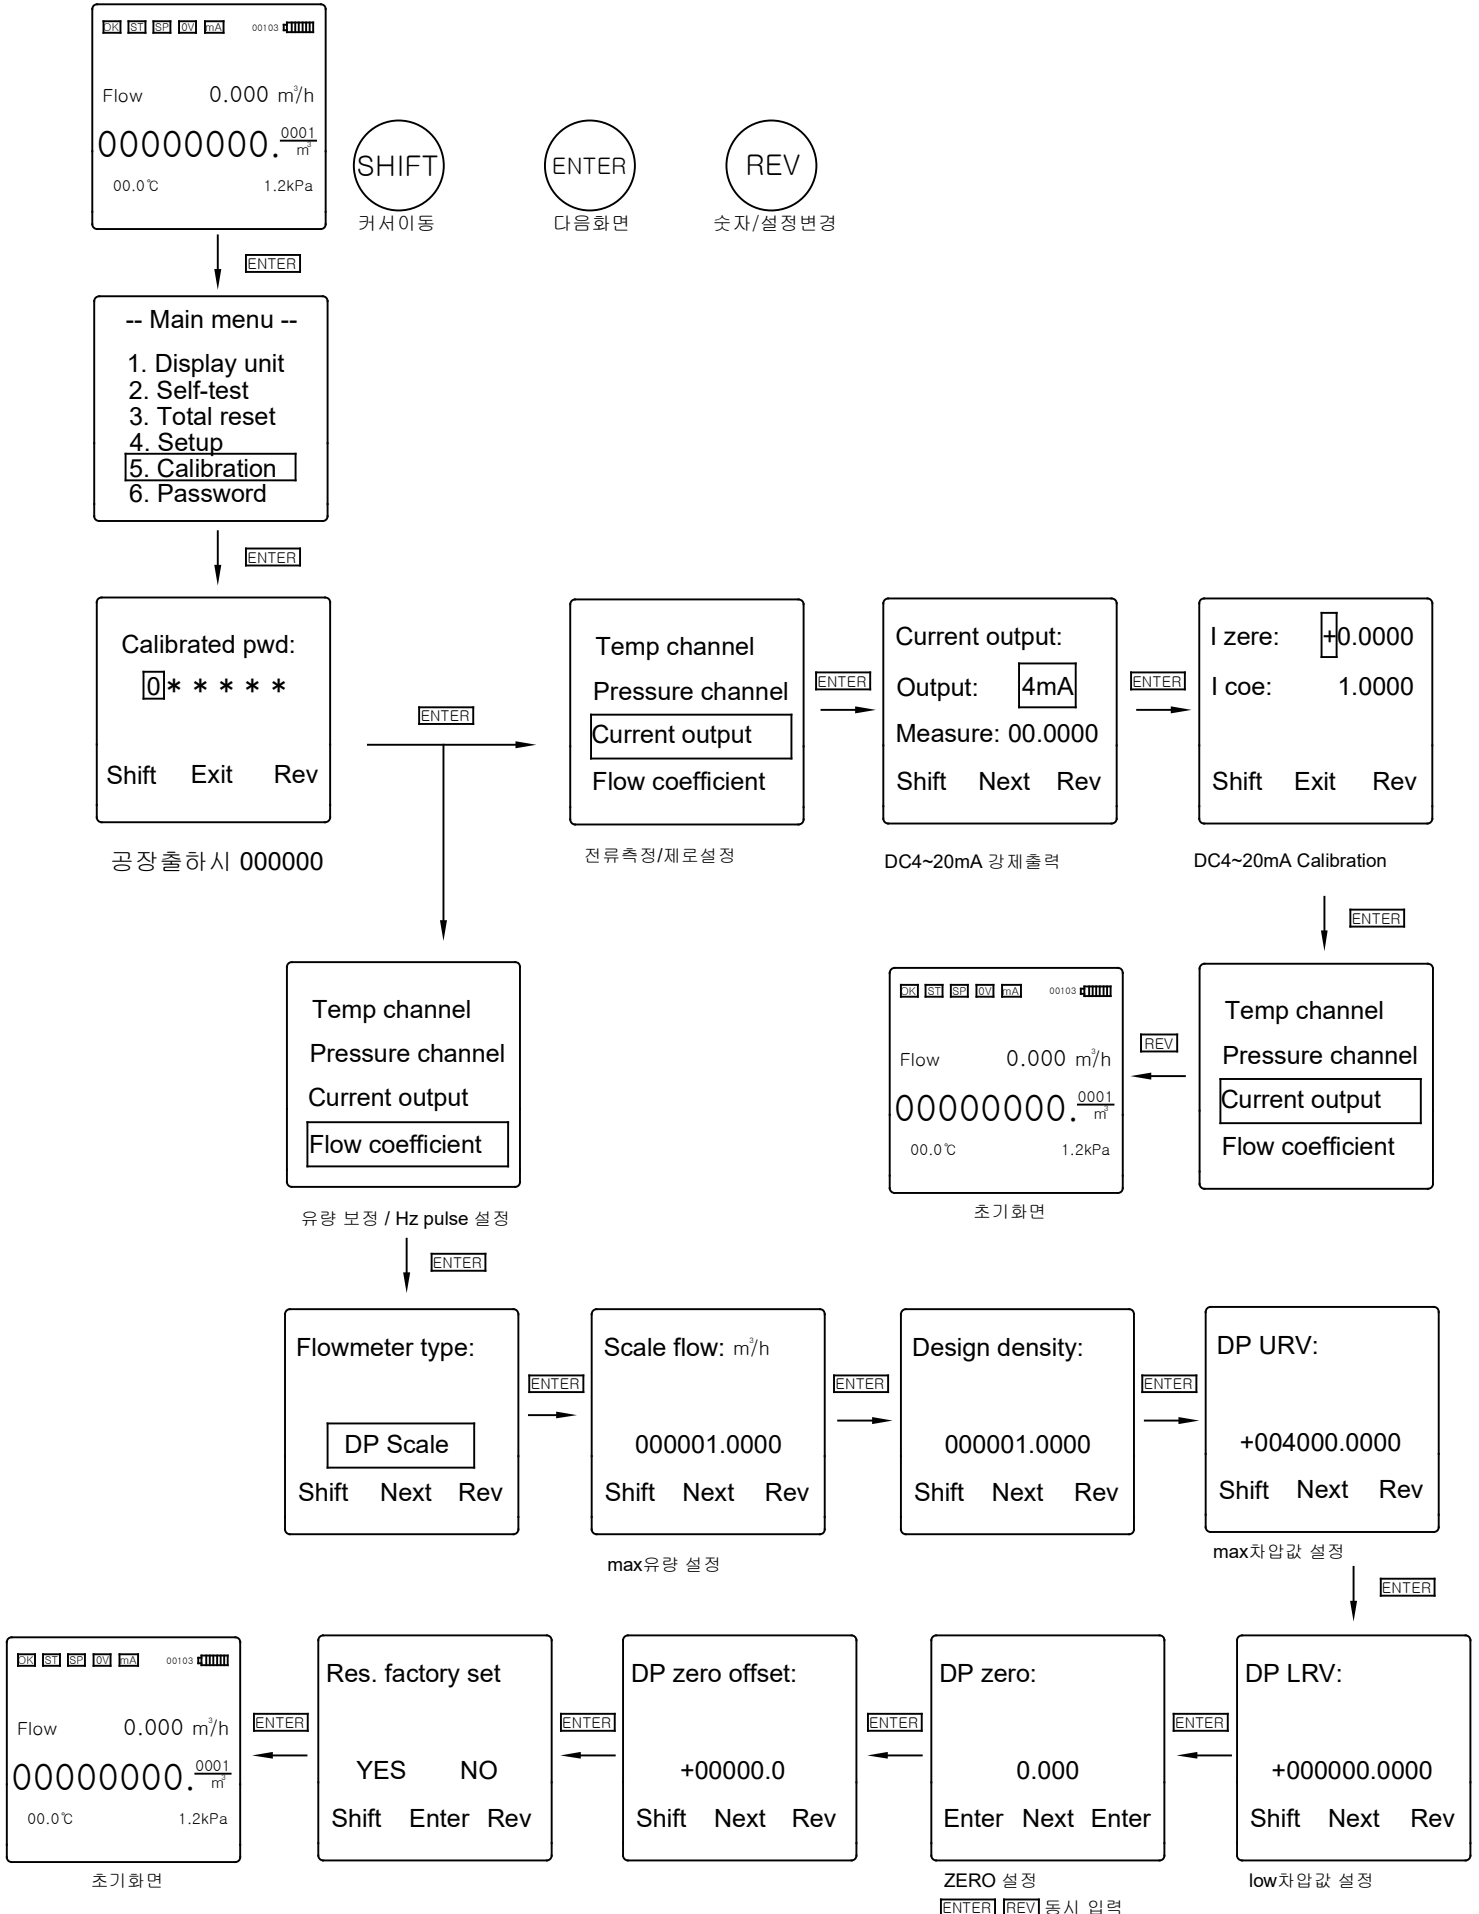 OK ST SP 0V mA 00103
Flow 0.000 m³/h
00000000. 0001
m³
00.0℃ 1.2kPa
SHIFT
커서이동
ENTER
다음화면
REV
숫자/설정변경
ENTER
-- Main menu --
1. Display unit
2. Self-test
3. Total reset
4. Setup
5. Calibration
6. Password
ENTER
Calibrated pwd:
0*****
Shift Exit Rev
공장출하시 000000
ENTER
Temp channel
Pressure channel
Current output
Flow coefficient
전류측정/제로설정
ENTER
Current output:
Output: 4mA
Measure: 00.0000
Shift Next Rev
DC4~20mA 강제출력
ENTER
I zere: +0.0000
I coe: 1.0000
Shift Exit Rev
DC4~20mA Calibration
ENTER
Temp channel
Pressure channel
Current output
Flow coefficient
REV
OK ST SP 0V mA 00103
Flow 0.000 m³/h
00000000. 0001
m³
00.0℃ 1.2kPa
초기화면
Temp channel
Pressure channel
Current output
Flow coefficient
유량 보정 / Hz pulse 설정
ENTER
Flowmeter type:
DP Scale
Shift Next Rev
ENTER
Scale flow: m³/h
000001.0000
Shift Next Rev
max유량 설정
ENTER
Design density:
000001.0000
Shift Next Rev
ENTER
DP URV:
+004000.0000
Shift Next Rev
max차압값 설정
ENTER
DP LRV:
+000000.0000
Shift Next Rev
low차압값 설정
ENTER
DP zero:
0.000
Enter Next Enter
ZERO 설정
ENTER REV 동시 입력
ENTER
DP zero offset:
+00000.0
Shift Next Rev
ENTER
Res. factory set
YES NO
Shift Enter Rev
ENTER
OK ST SP 0V mA 00103
Flow 0.000 m³/h
00000000. 0001
m³
00.0℃ 1.2kPa
초기화면